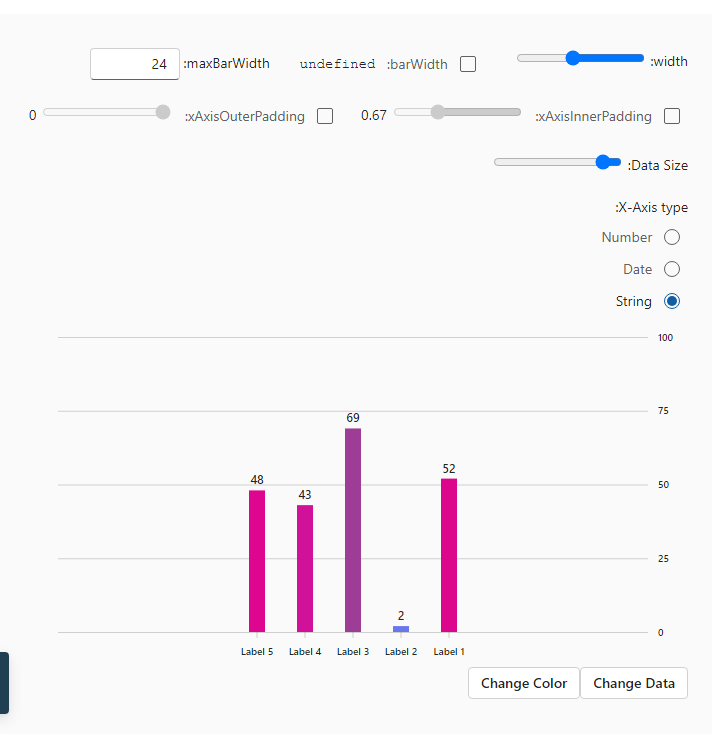 :width
:barWidth undefined
:maxBarWidth 24
:xAxisInnerPadding 0.67
:xAxisOuterPadding 0
:Data Size
:X-Axis type
Number
Date
String
100
75
50
25
0
48
43
69
2
52
Label 5 Label 4 Label 3 Label 2 Label 1
Change Color Change Data